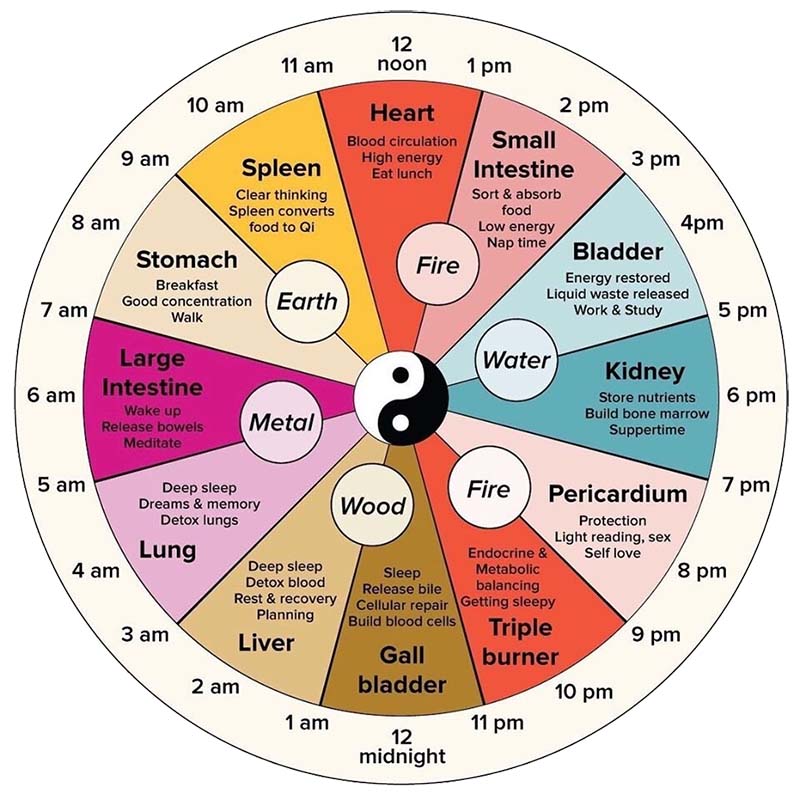 12
noon
1 pm
2 pm
3 pm
4pm
5 pm
6 pm
7 pm
8 pm
9 pm
10 pm
11 pm
12
midnight
1 am
2 am
3 am
4 am
5 am
6 am
7 am
8 am
9 am
10 am
11 am
Heart
Blood circulation
High energy
Eat lunch
Small
Intestine
Sort & absorb
food
Low energy
Nap time
Fire
Bladder
Energy restored
Liquid waste released
Work & Study
Water
Kidney
Store nutrients
Build bone marrow
Suppertime
Pericardium
Protection
Light reading, sex
Self love
Fire
Endocrine &
Metabolic
balancing
Getting sleepy
Triple
burner
Sleep
Release bile
Cellular repair
Build blood cells
Gall
bladder
Wood
Deep sleep
Detox blood
Rest & recovery
Planning
Liver
Deep sleep
Dreams & memory
Detox lungs
Lung
Metal
Large
Intestine
Wake up
Release bowels
Meditate
Stomach
Breakfast
Good concentration
Walk
Earth
Spleen
Clear thinking
Spleen converts
food to Qi